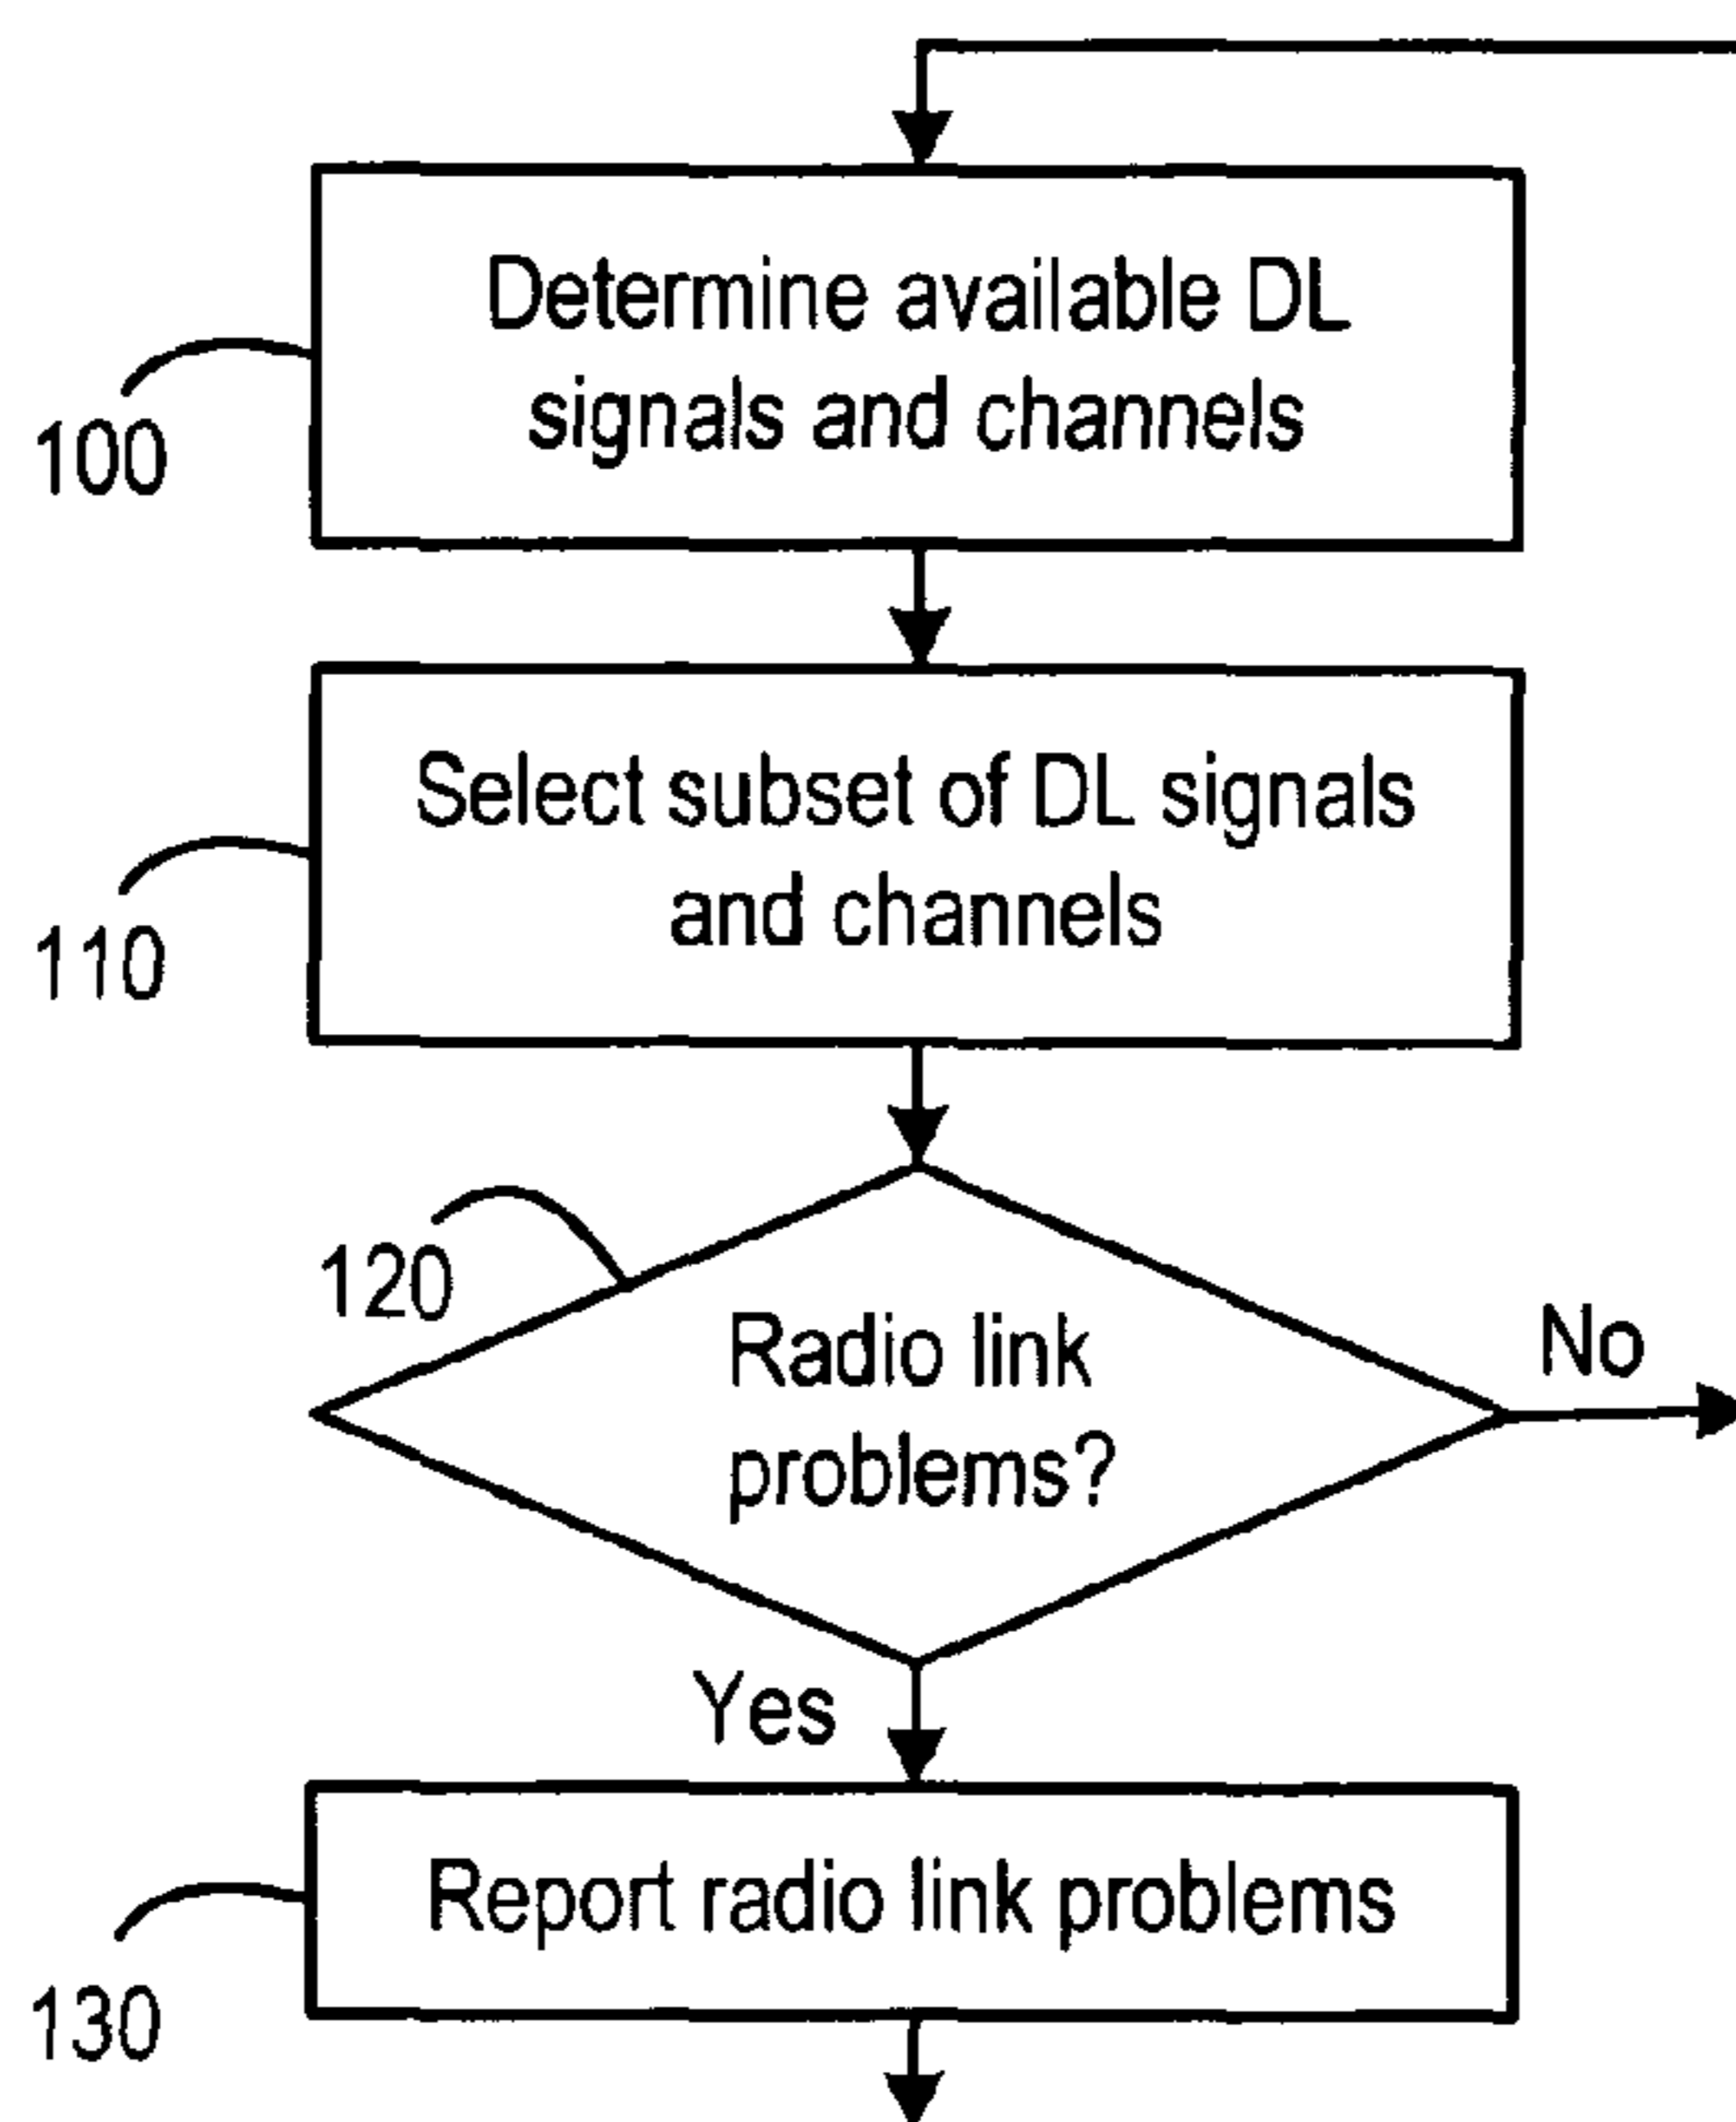 Determine available DL
signals and channels
100
Select subset of DL signals
and channels
110
120
Radio link
problems?
No
Yes
Report radio link problems
130